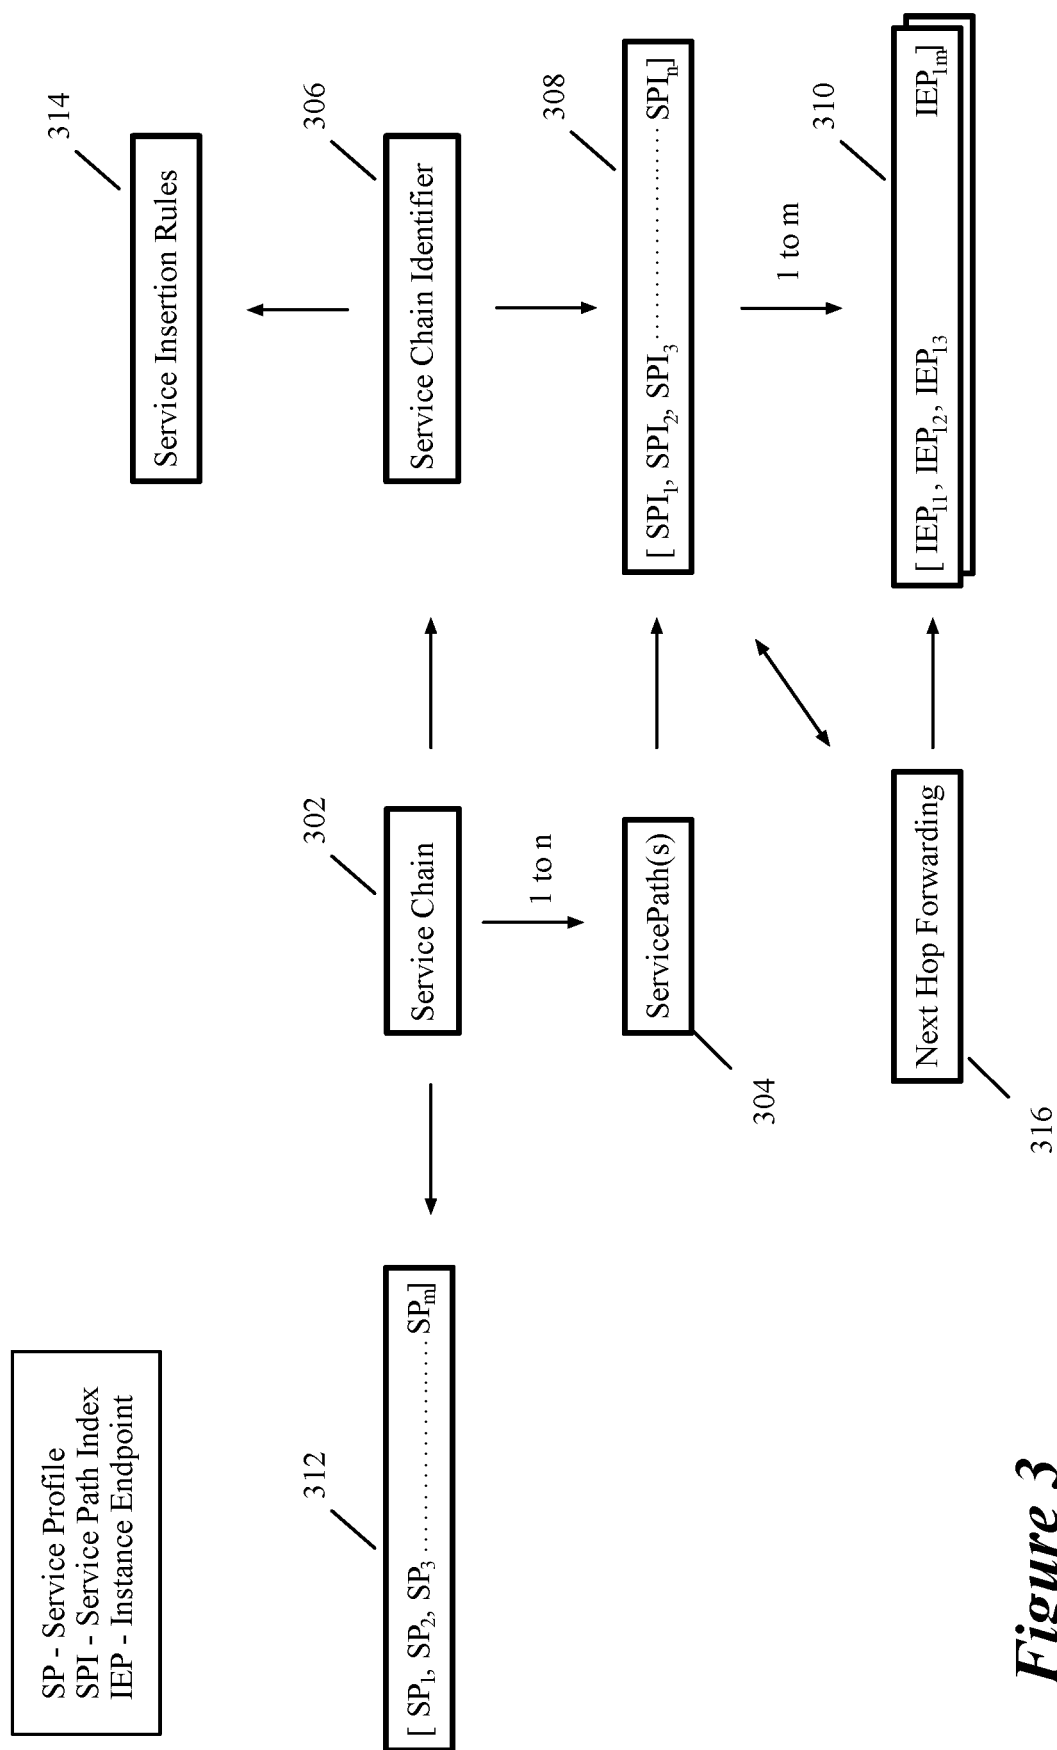 SP - Service Profile
SPI - Service Path Index
IEP - Instance Endpoint
314
Service Insertion Rules
312
[ SP1, SP2, SP3 ........................ SPm]
302
Service Chain
306
Service Chain Identifier
1 to n
304
ServicePath(s)
308
[ SPI1, SPI2, SPI3 ........................ SPIn]
1 to m
316
Next Hop Forwarding
310
[ IEP11, IEP12, IEP13 IEP1m]
Figure 3